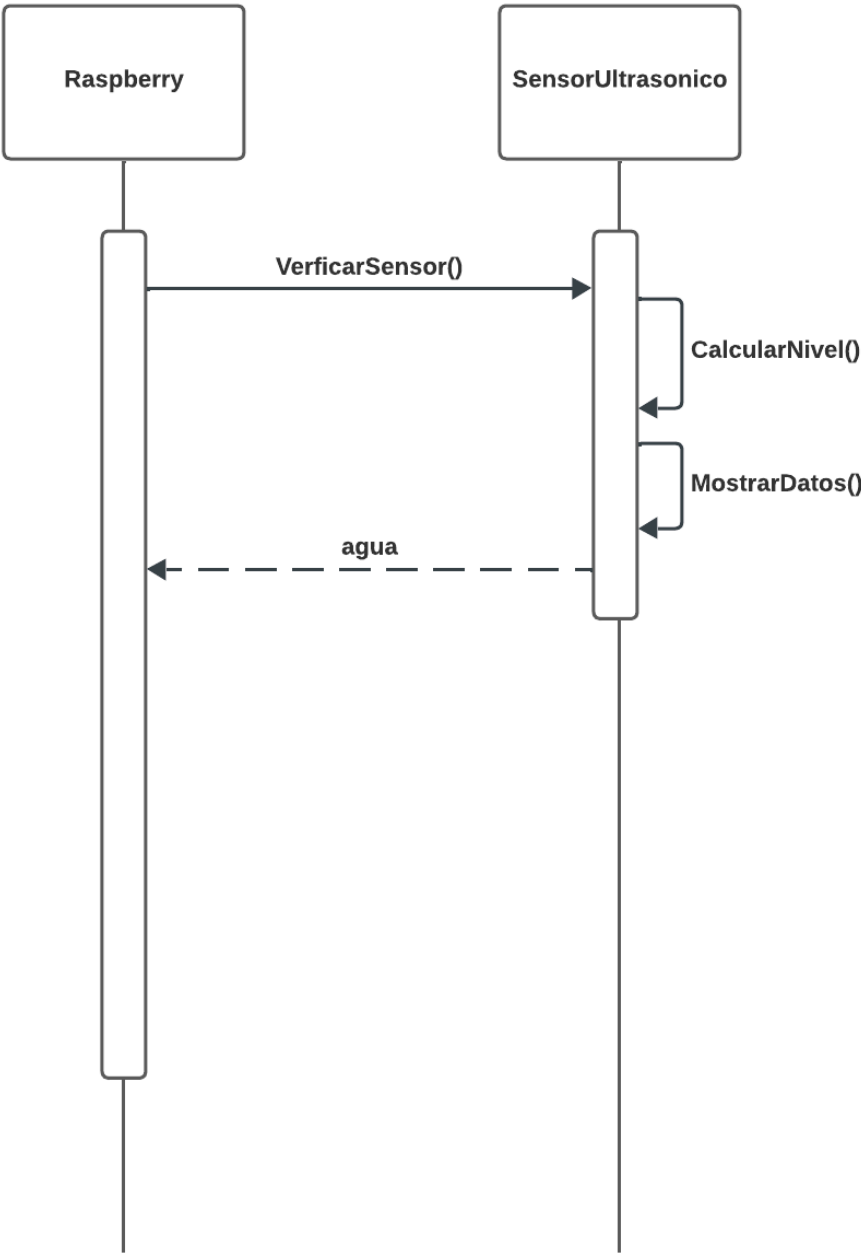 Raspberry
SensorUltrasonico
VerficarSensor()
CalcularNivel()
MostrarDatos()
agua